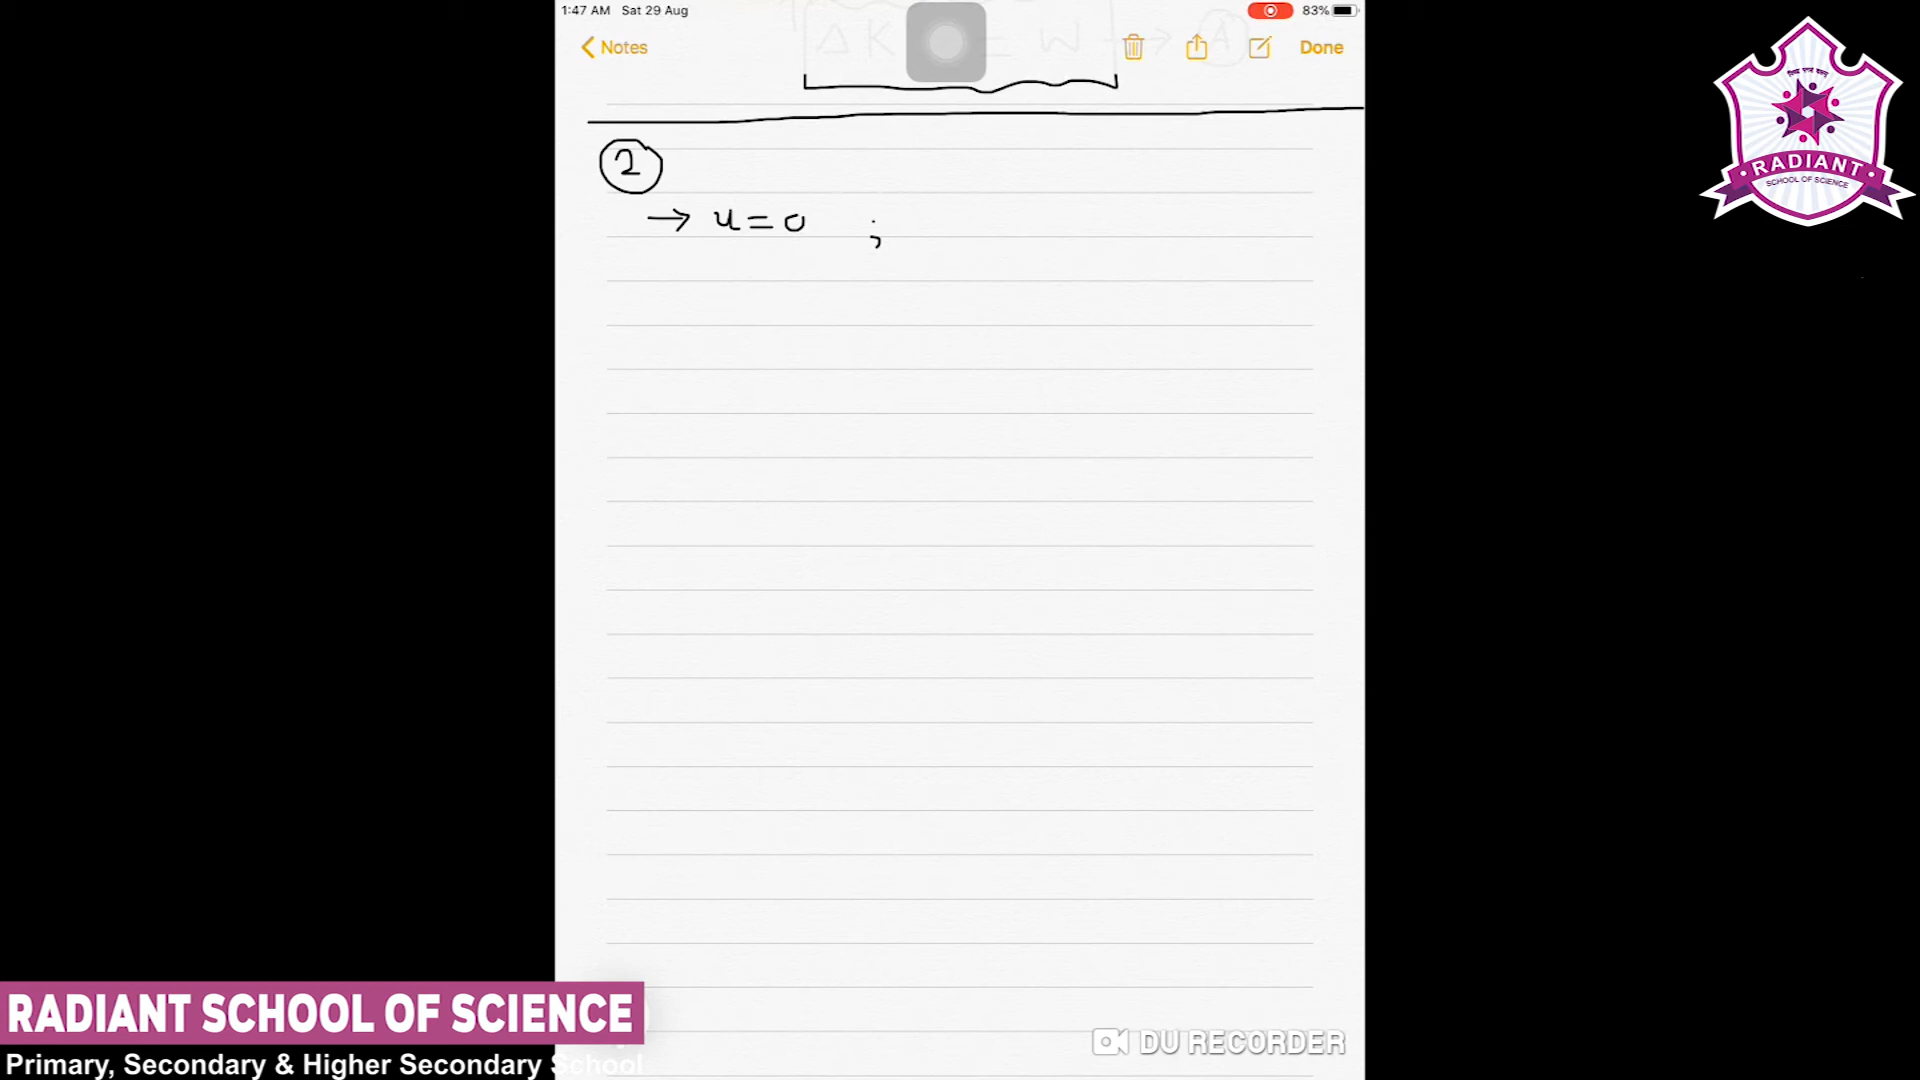 1:47 AM Sat 29 Aug
83%
Notes
Done
ΔK = W → A
2
→ u = 0 ;
RADIANT
SCHOOL OF SCIENCE
RADIANT SCHOOL OF SCIENCE
Primary, Secondary & Higher Secondary School
DU RECORDER